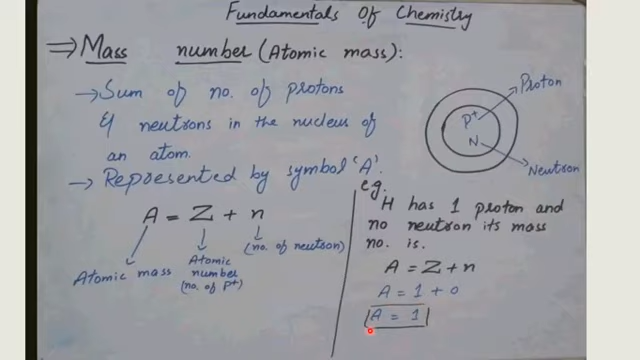 Fundamentals Of Chemistry
⇒ Mass number (Atomic mass):
→ Sum of no. of protons
& neutrons in the nucleus of
an atom.
→ Represented by symbol 'A'.
A = Z + n
Atomic mass
Atomic
number
(no. of P+)
(no. of neutron)
P+
N
Proton
Neutron
eg.
H has 1 proton and
no neutron its mass
no. is.
A = Z + n
A = 1 + 0
A = 1